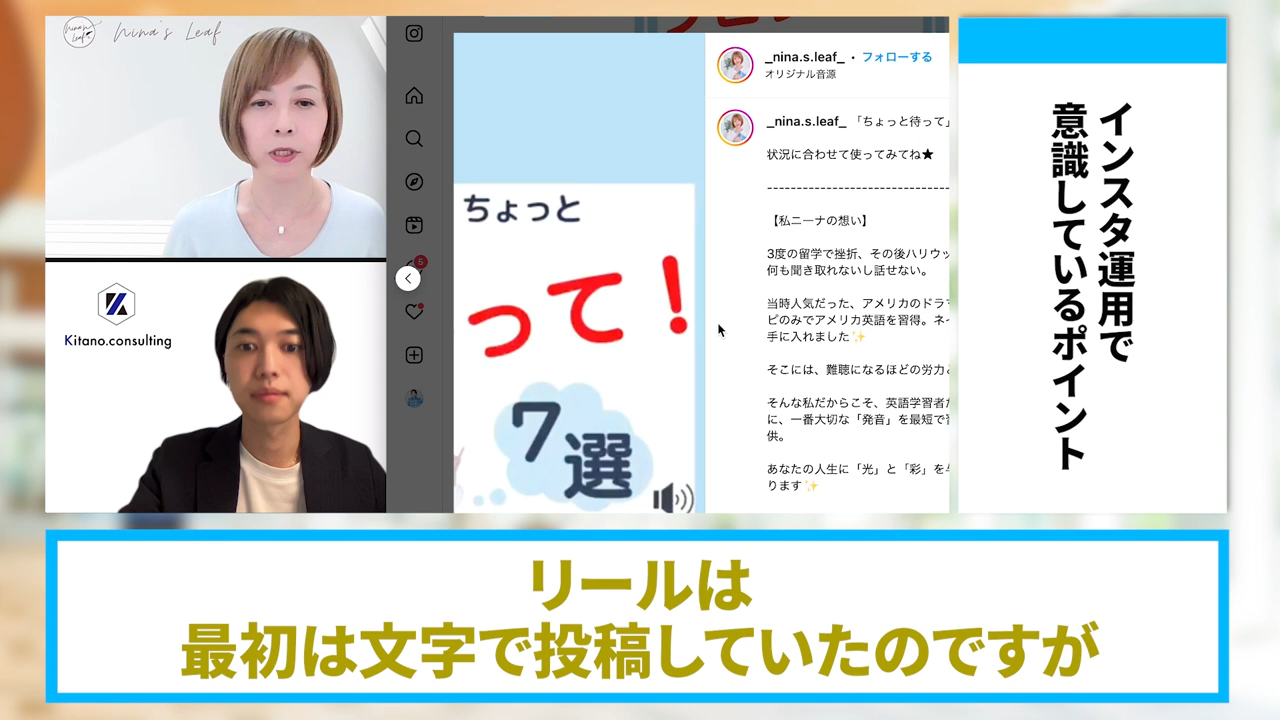 Nina's Leaf
Kitano.consulting
5
ちょっと
って！
7選
_nina.s.leaf_ • フォローする
オリジナル音源
_nina.s.leaf_ 「ちょっと待って」
状況に合わせて使ってみてね★
--------------------------------
【私ニーナの想い】
3度の留学で挫折、その後ハリウッ
何も聞き取れないし話せない。
当時人気だった、アメリカのドラマ
ピのみでアメリカ英語を習得。ネイ
手に入れました✨
そこには、難聴になるほどの労力と
そんな私だからこそ、英語学習者た
に、一番大切な「発音」を最短で習
供。
あなたの人生に「光」と「彩」を与
ります✨
インスタ運用で
意識しているポイント
リールは
最初は文字で投稿していたのですが